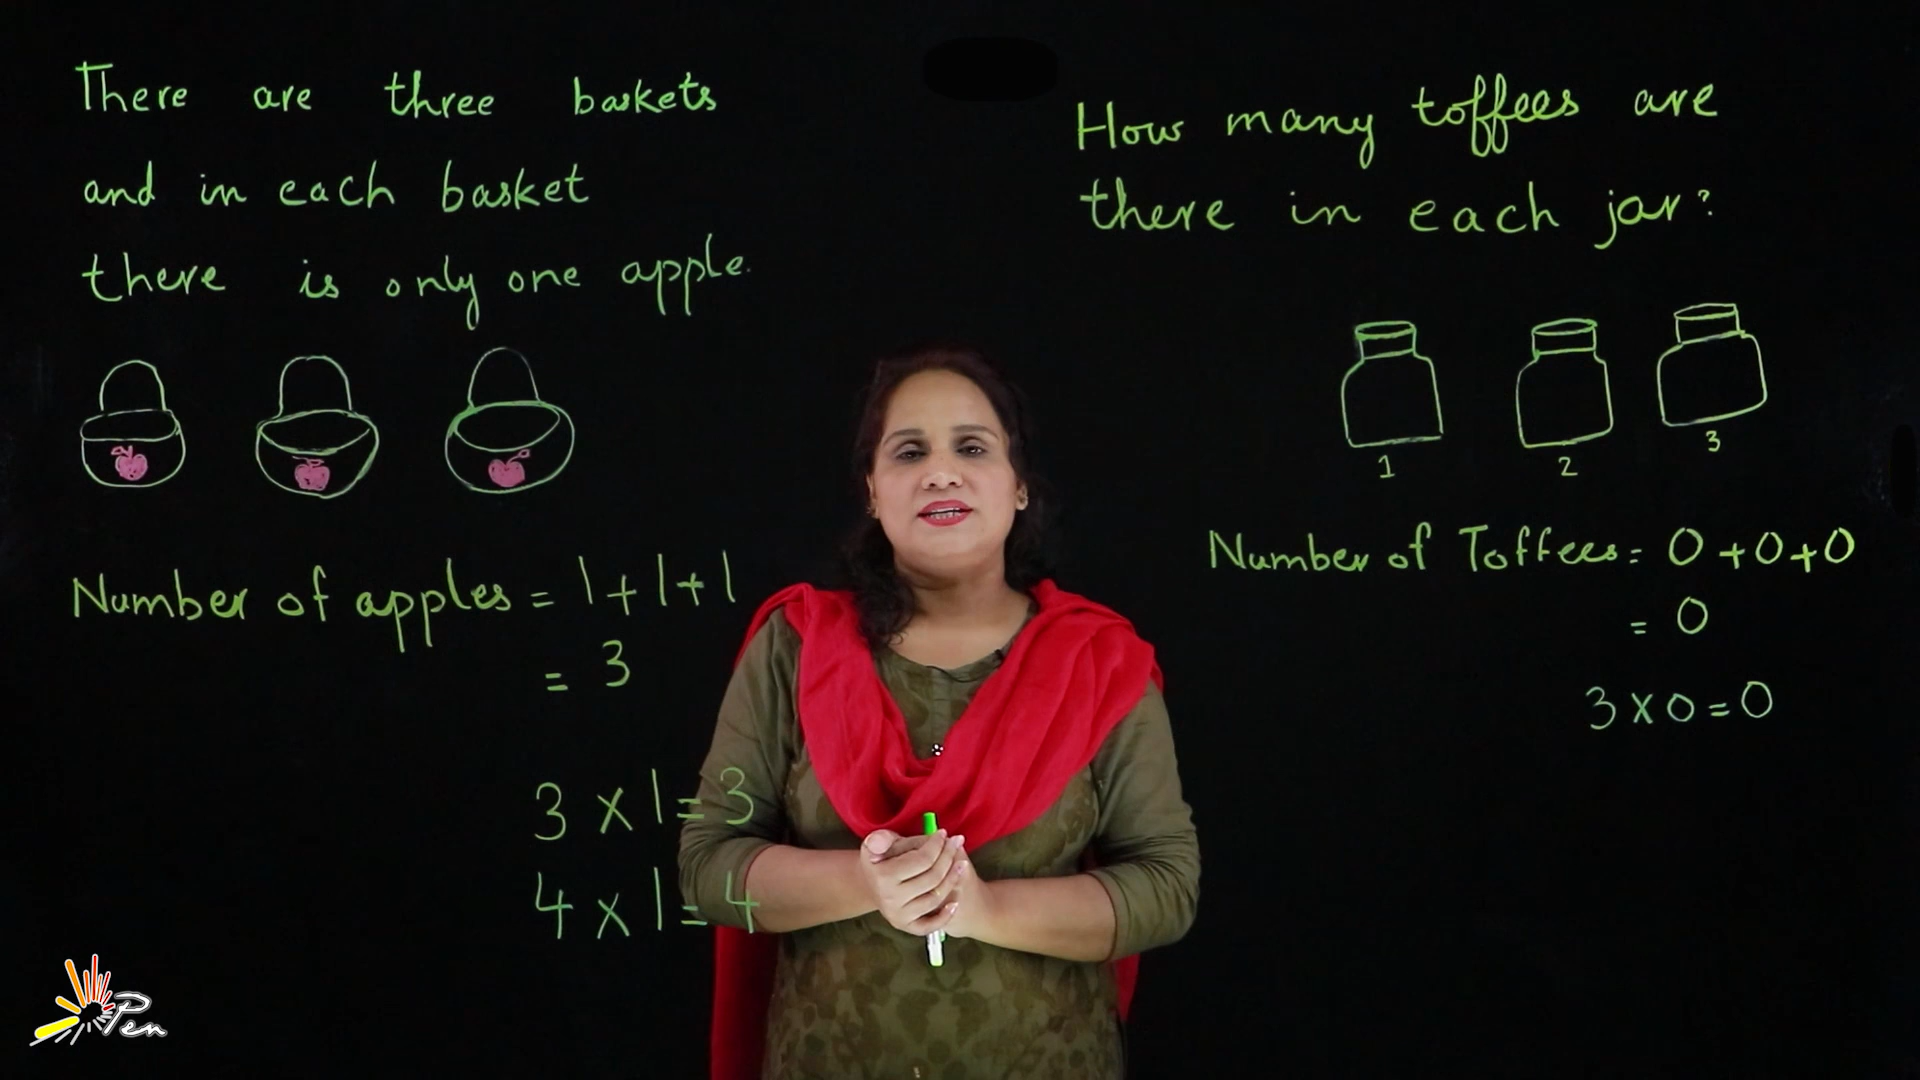 There are three baskets
and in each basket
there is only one apple.
Number of apples = 1+1+1
= 3
3 x 1 = 3
4 x 1 = 4
How many toffees are
there in each jar?
1 2 3
Number of Toffees = 0+0+0
= 0
3 x 0 = 0
Pen